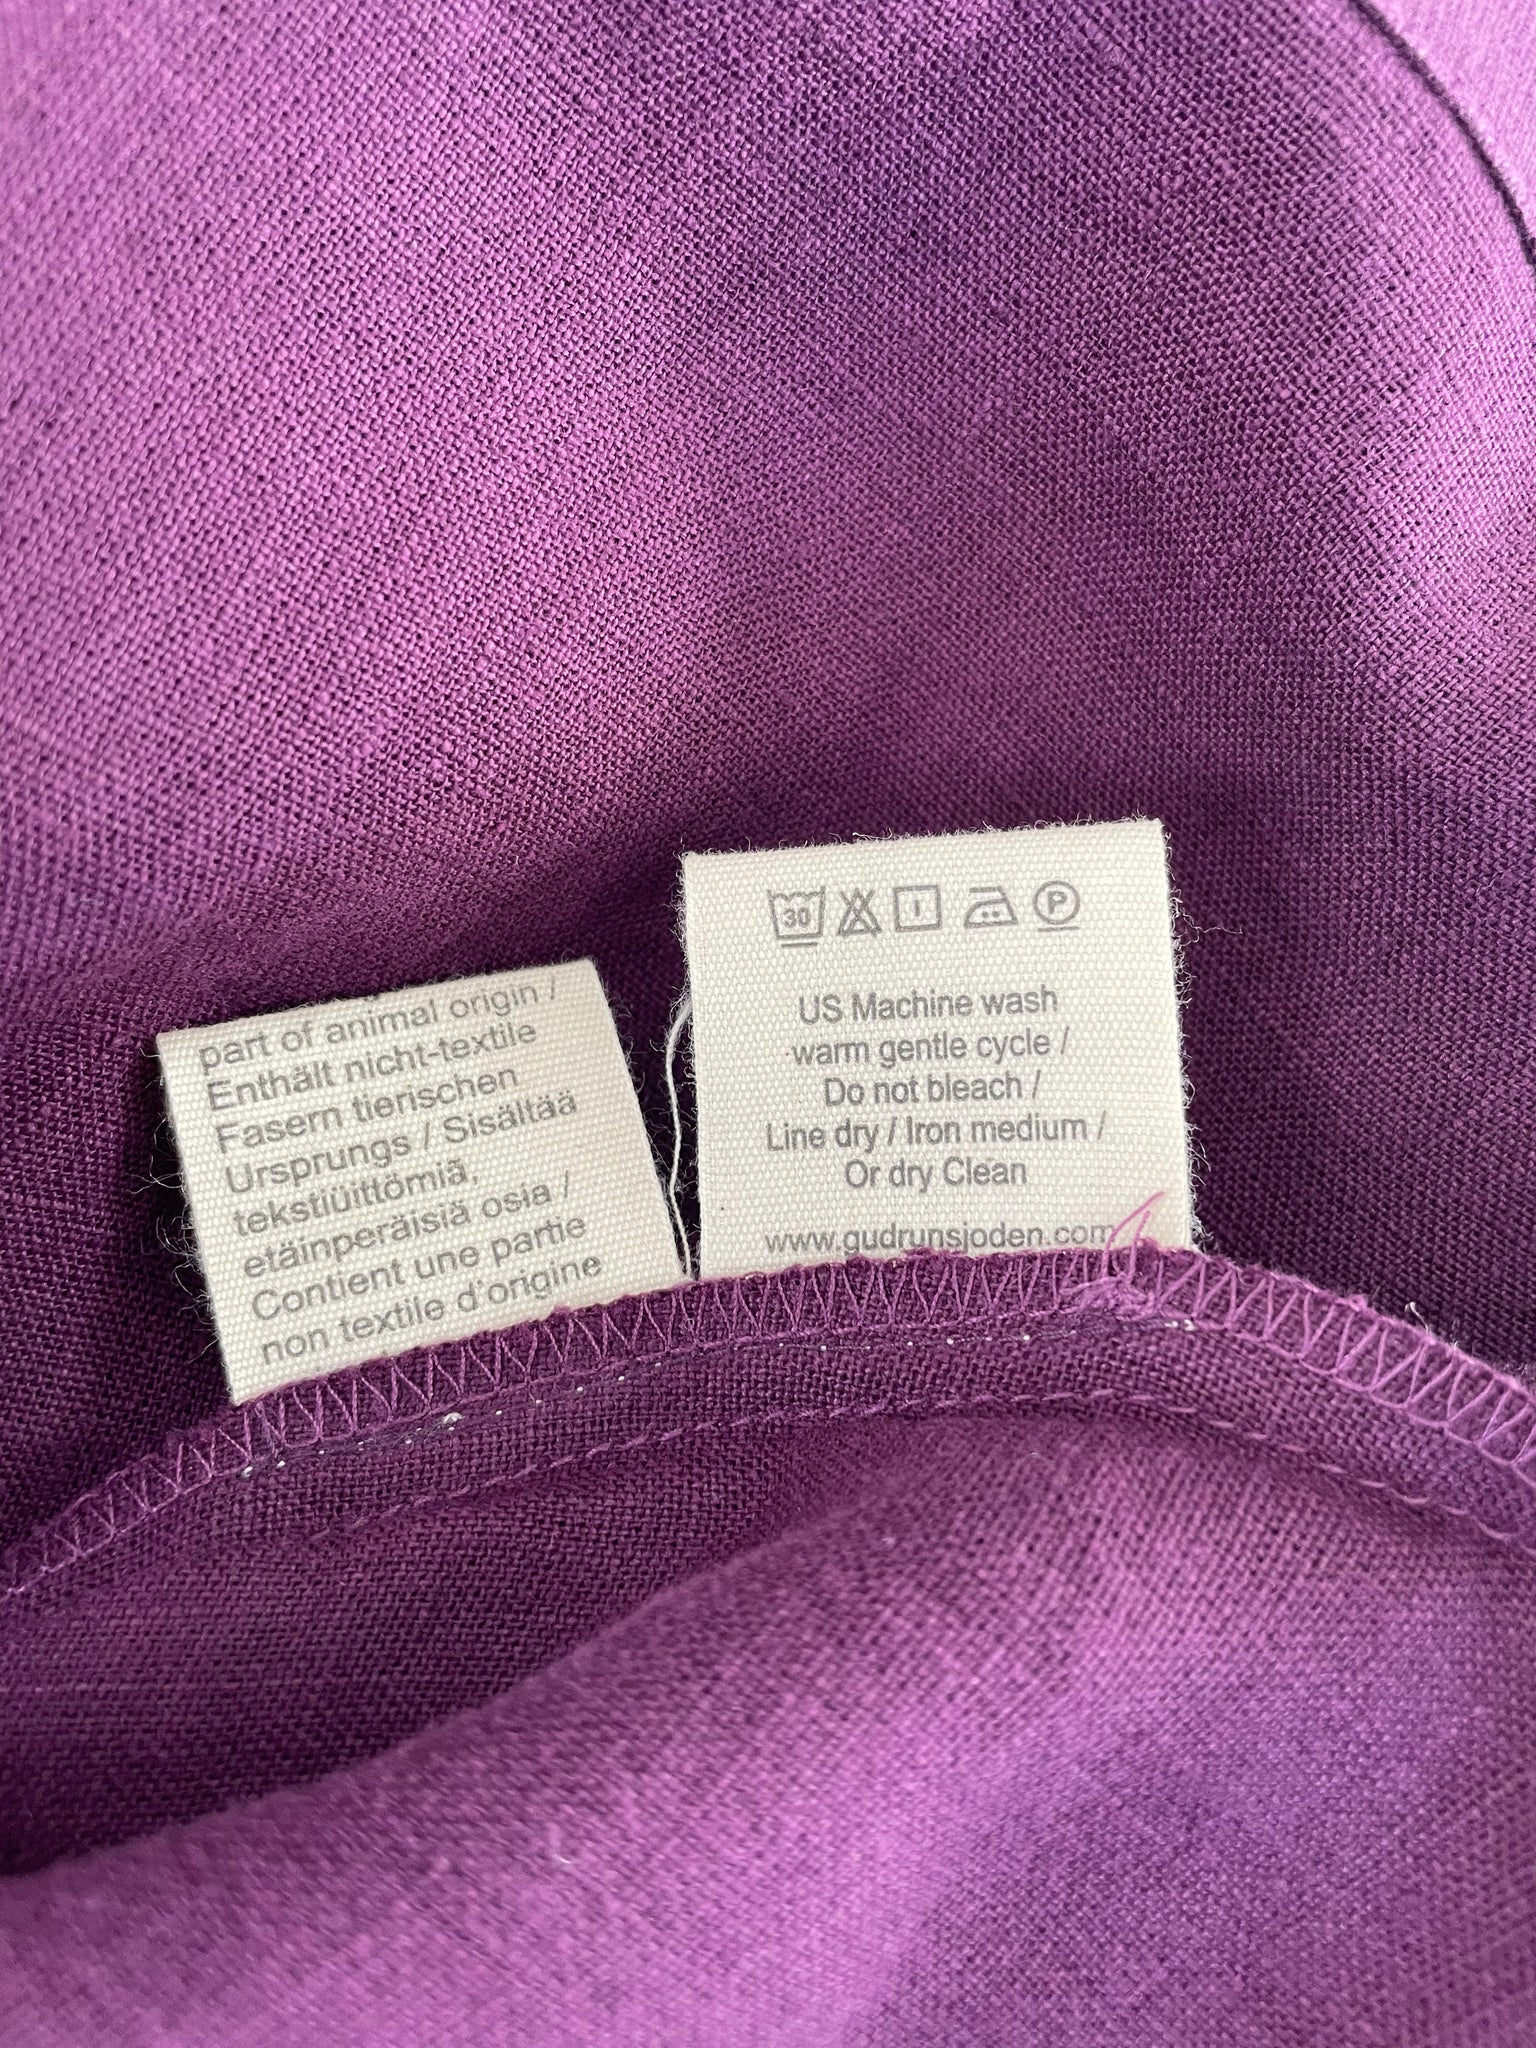 part of animal origin /
Enthält nicht-textile
Fasern tierischen
Ursprungs / Sisältää
tekstiüittömiä,
etäinperäisiä osia /
Contient une partie
non textile d'origine
30 I P
US Machine wash
warm gentle cycle /
Do not bleach /
Line dry / Iron medium /
Or dry Clean
www.gudrunsjoden.com